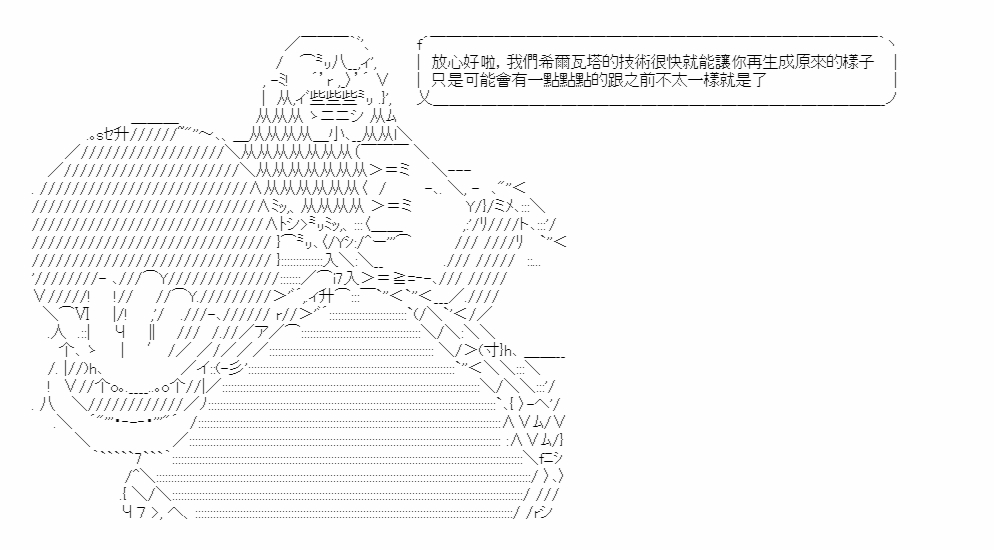 放心好啦，我們希爾瓦塔的技術很快就能讓你再生成原來的樣子
只是可能會有一點點點的跟之前不太一樣就是了